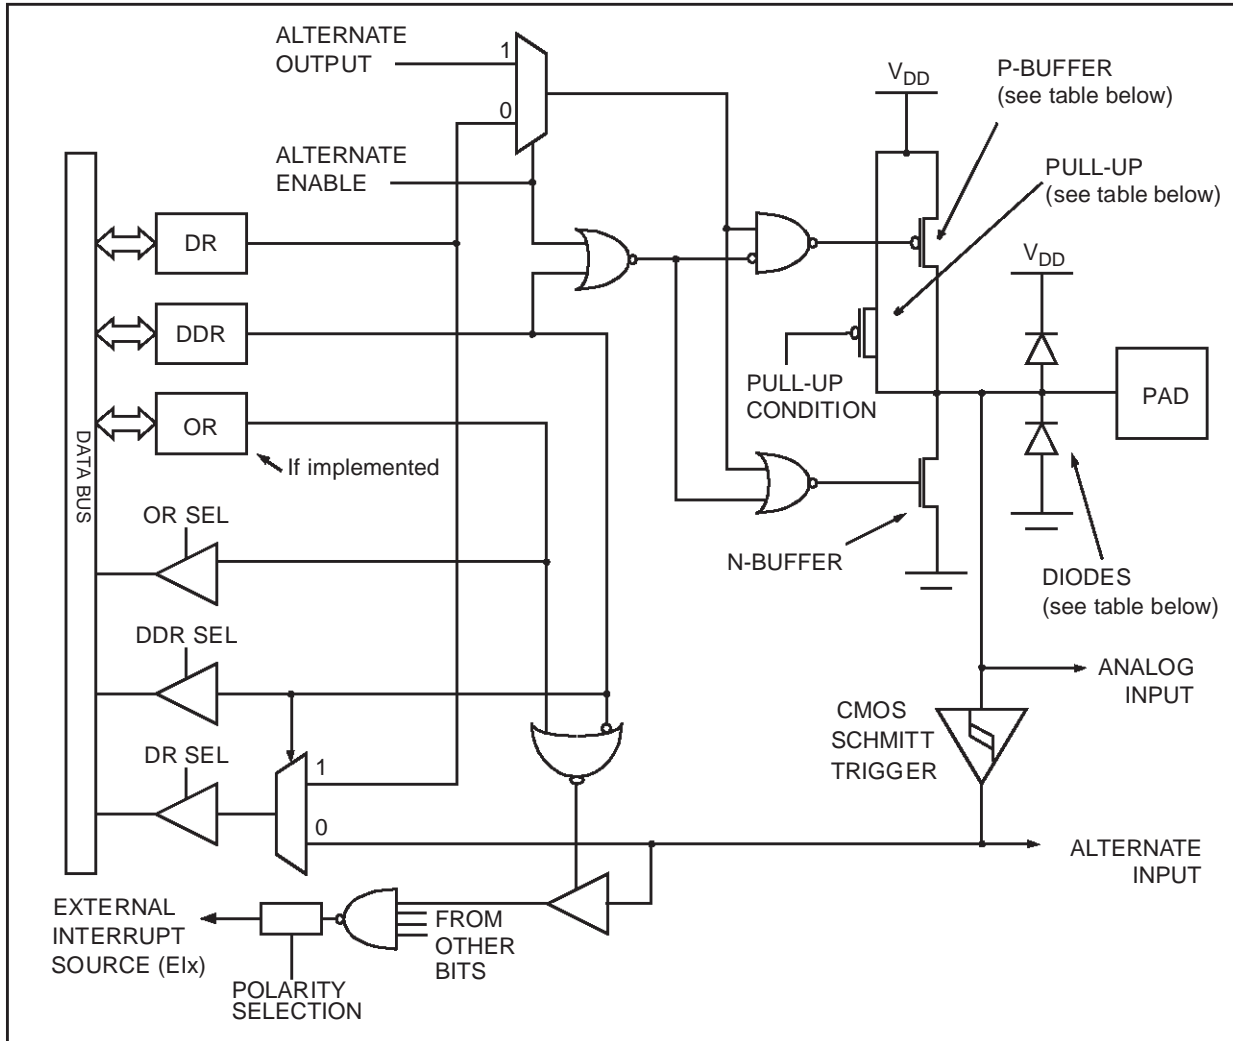 ALTERNATE
OUTPUT
1
0
ALTERNATE
ENABLE
VDD
P-BUFFER
(see table below)
PULL-UP
(see table below)
DR
DDR
OR
If implemented
DATA BUS
PULL-UP
CONDITION
VDD
PAD
N-BUFFER
DIODES
(see table below)
OR SEL
DDR SEL
DR SEL
1
0
CMOS
SCHMITT
TRIGGER
ANALOG
INPUT
ALTERNATE
INPUT
EXTERNAL
INTERRUPT
SOURCE (EIx)
POLARITY
SELECTION
FROM
OTHER
BITS